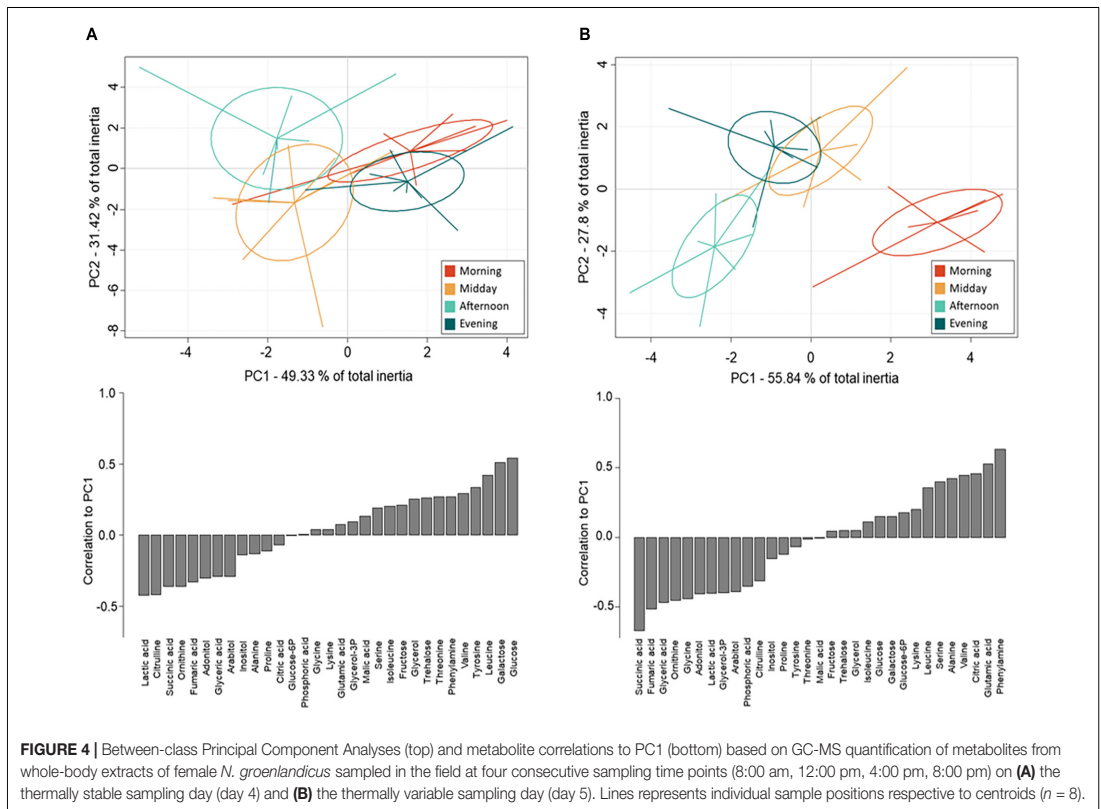 A
B
PC2 - 31.42 % of total inertia
4
2
0
-2
-4
-6
-8
-4
-2
0
2
4
PC1 - 49.33 % of total inertia
Morning
Midday
Afternoon
Evening
PC2 - 27.8 % of total inertia
4
2
0
-2
-4
-4
-2
0
2
4
PC1 - 55.84 % of total inertia
Morning
Midday
Afternoon
Evening
Correlation to PC1
1.0
0.5
0.0
-0.5
Lactic acid
Citrulline
Succinic acid
Ornithine
Fumaric acid
Adonitol
Glyceric acid
Arabitol
Inositol
Alanine
Proline
Citric acid
Glucose-6P
Phosphoric acid
Glycine
Lysine
Glutamic acid
Glycerol-3P
Malic acid
Serine
Isoleucine
Fructose
Glycerol
Trehalose
Threonine
Phenylamine
Valine
Tyrosine
Leucine
Galactose
Glucose
Correlation to PC1
1.0
0.5
0.0
-0.5
Succinic acid
Fumaric acid
Glyceric acid
Ornithine
Glycine
Adonitol
Lactic acid
Glycerol-3P
Arabitol
Phosphoric acid
Citrulline
Inositol
Proline
Tyrosine
Threonine
Malic acid
Fructose
Trehalose
Glycerol
Isoleucine
Glucose
Galactose
Glucose-6P
Lysine
Leucine
Serine
Alanine
Valine
Citric acid
Glutamic acid
Phenylamine
FIGURE 4 | Between-class Principal Component Analyses (top) and metabolite correlations to PC1 (bottom) based on GC-MS quantification of metabolites from
whole-body extracts of female N. groenlandicus sampled in the field at four consecutive sampling time points (8:00 am, 12:00 pm, 4:00 pm, 8:00 pm) on (A) the
thermally stable sampling day (day 4) and (B) the thermally variable sampling day (day 5). Lines represents individual sample positions respective to centroids (n = 8).